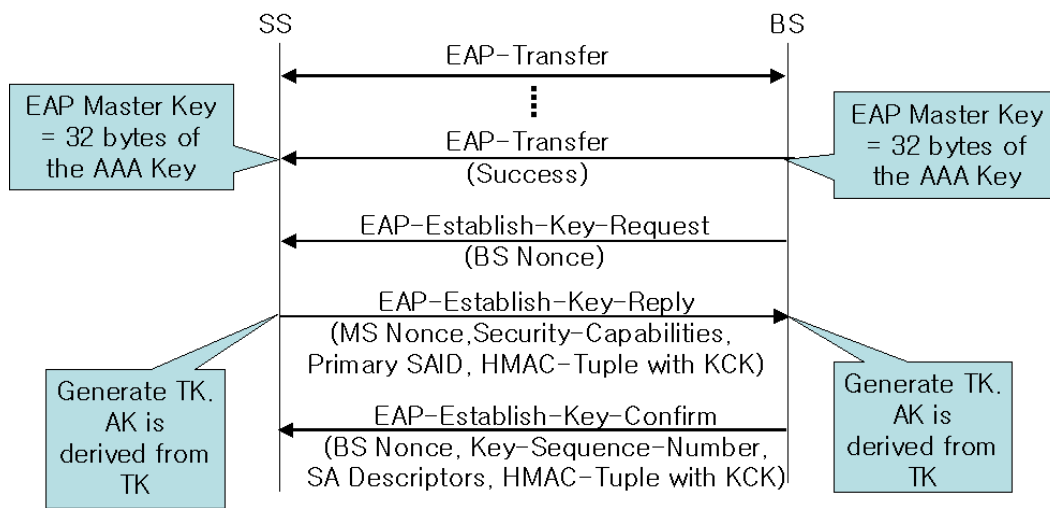 SS
BS
EAP-Transfer
EAP Master Key
= 32 bytes of
the AAA Key
EAP-Transfer
(Success)
EAP Master Key
= 32 bytes of
the AAA Key
EAP-Establish-Key-Request
(BS Nonce)
EAP-Establish-Key-Reply
(MS Nonce,Security-Capabilities,
Primary SAID, HMAC-Tuple with KCK)
Generate TK.
AK is
derived from
TK
Generate TK.
AK is
derived from
TK
EAP-Establish-Key-Confirm
(BS Nonce, Key-Sequence-Number,
SA Descriptors, HMAC-Tuple with KCK)